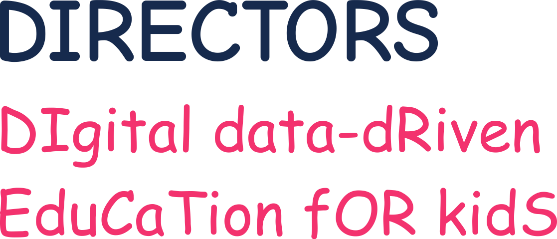 DIRECTORS
DIgital data-dRiven
EduCaTion fOR kidS